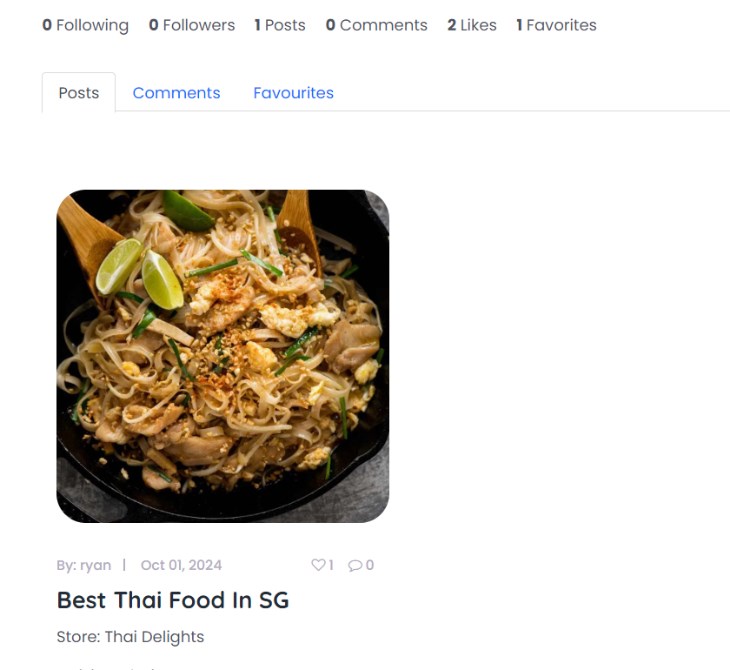 0 Following 0 Followers 1 Posts 0 Comments 2 Likes 1 Favorites
Posts Comments Favourites
By: ryan | Oct 01, 2024 1 0
Best Thai Food In SG
Store: Thai Delights